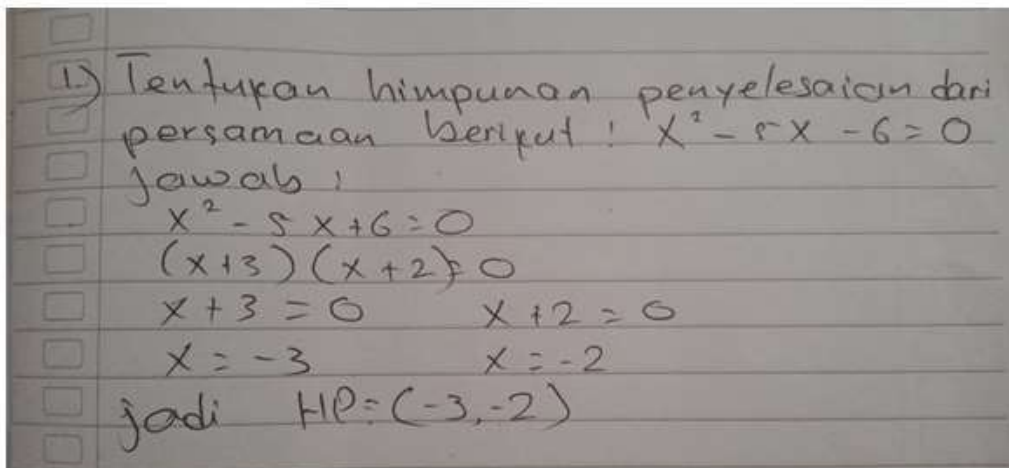 1.) Tentukan himpunan penyelesaian dari
persamaan berikut : x² - 5x - 6 = 0
jawab :
x² - 5x + 6 = 0
(x + 3) (x + 2) = 0
x + 3 = 0 x + 2 = 0
x = -3 x = -2
jadi HP = (-3, -2)